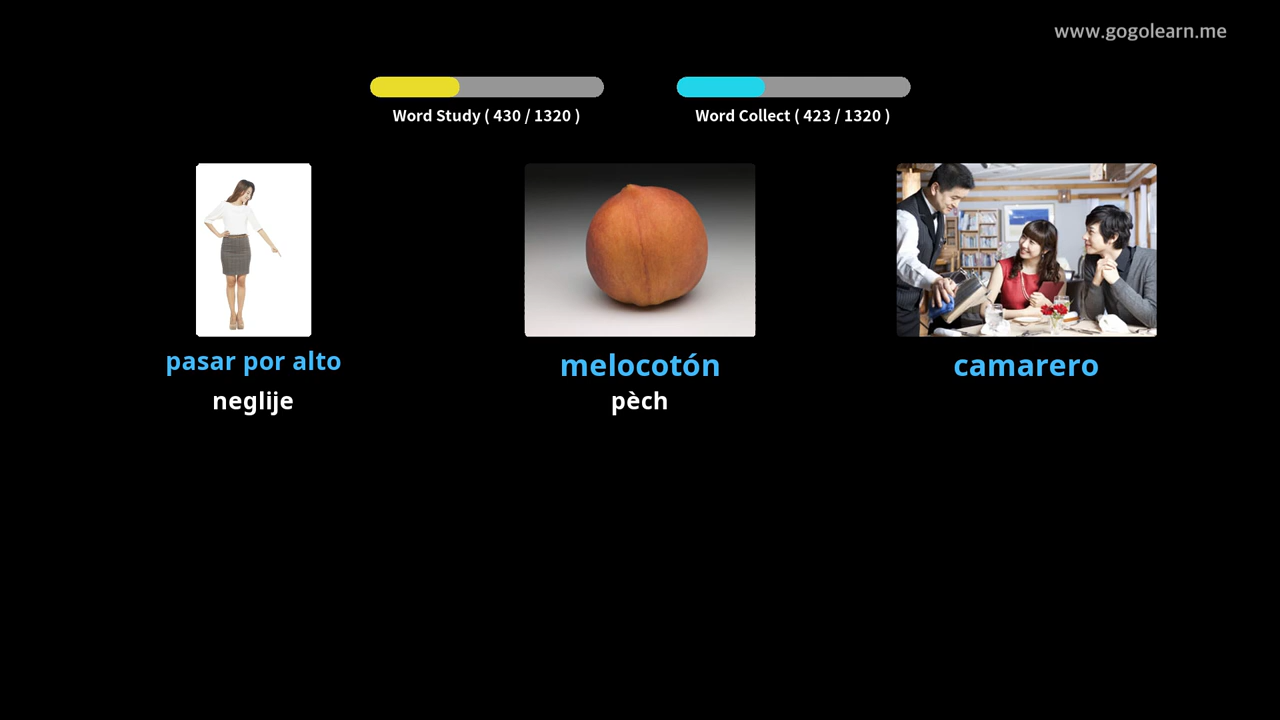 www.gogolearn.me
Word Study ( 430 / 1320 )
Word Collect ( 423 / 1320 )
pasar por alto
neglije
melocotón
pèch
camarero